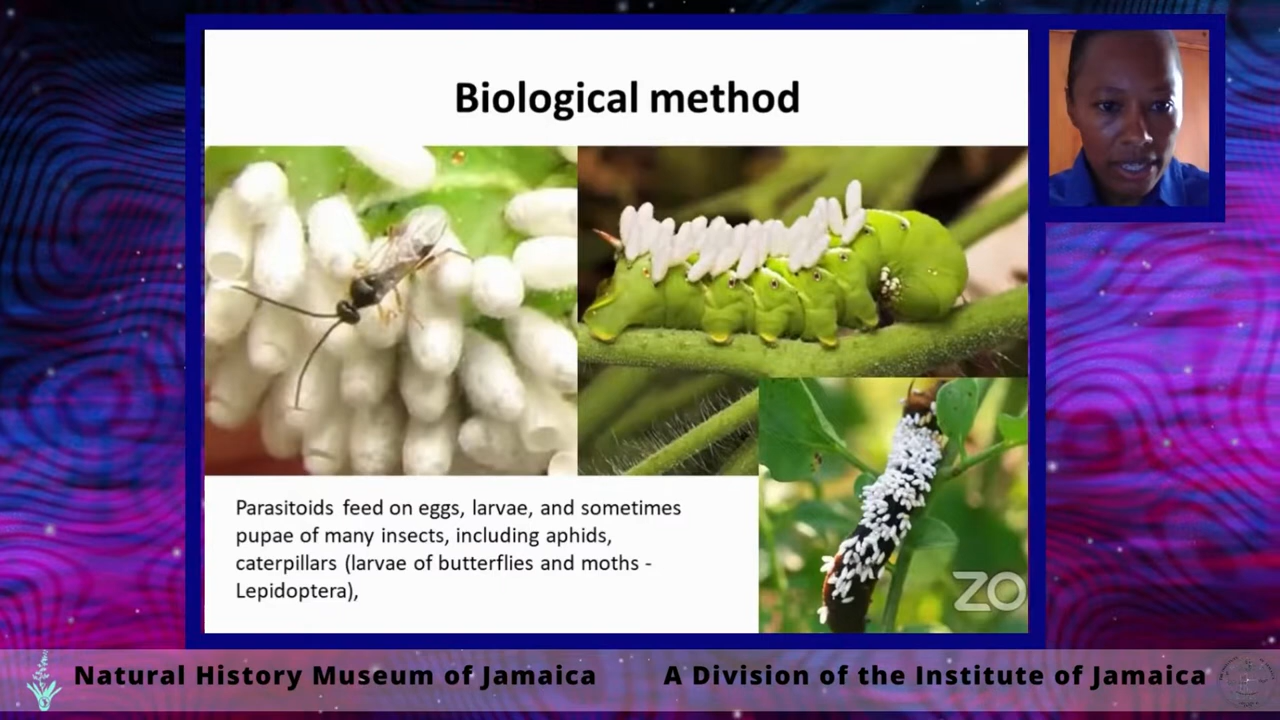 Biological method
Parasitoids feed on eggs, larvae, and sometimes
pupae of many insects, including aphids,
caterpillars (larvae of butterflies and moths -
Lepidoptera),
ZO
Natural History Museum of Jamaica
A Division of the Institute of Jamaica